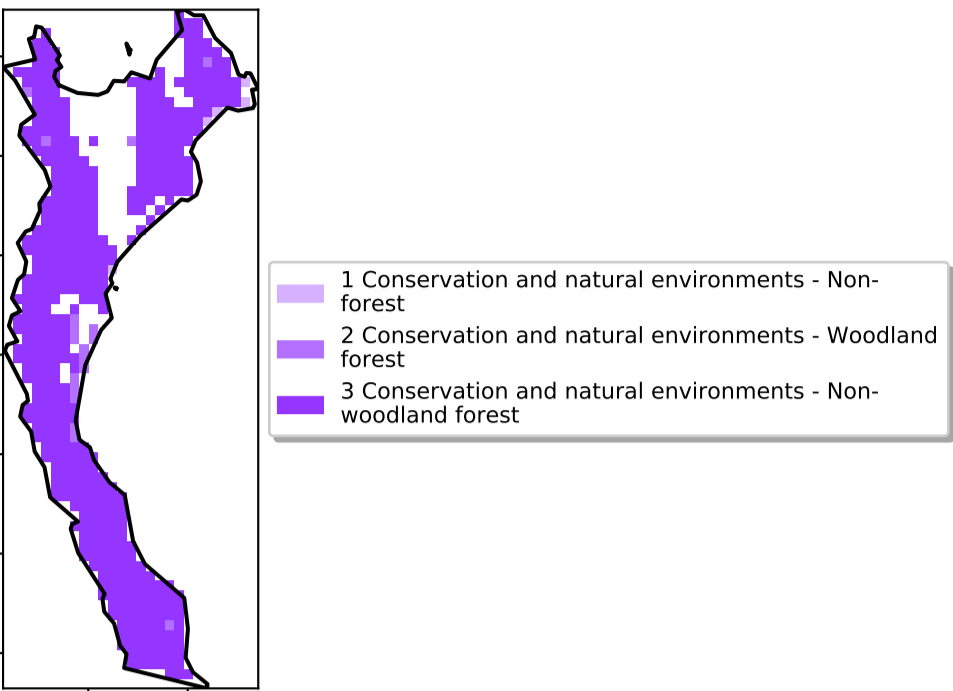 1 Conservation and natural environments - Non-
forest
2 Conservation and natural environments - Woodland
forest
3 Conservation and natural environments - Non-
woodland forest